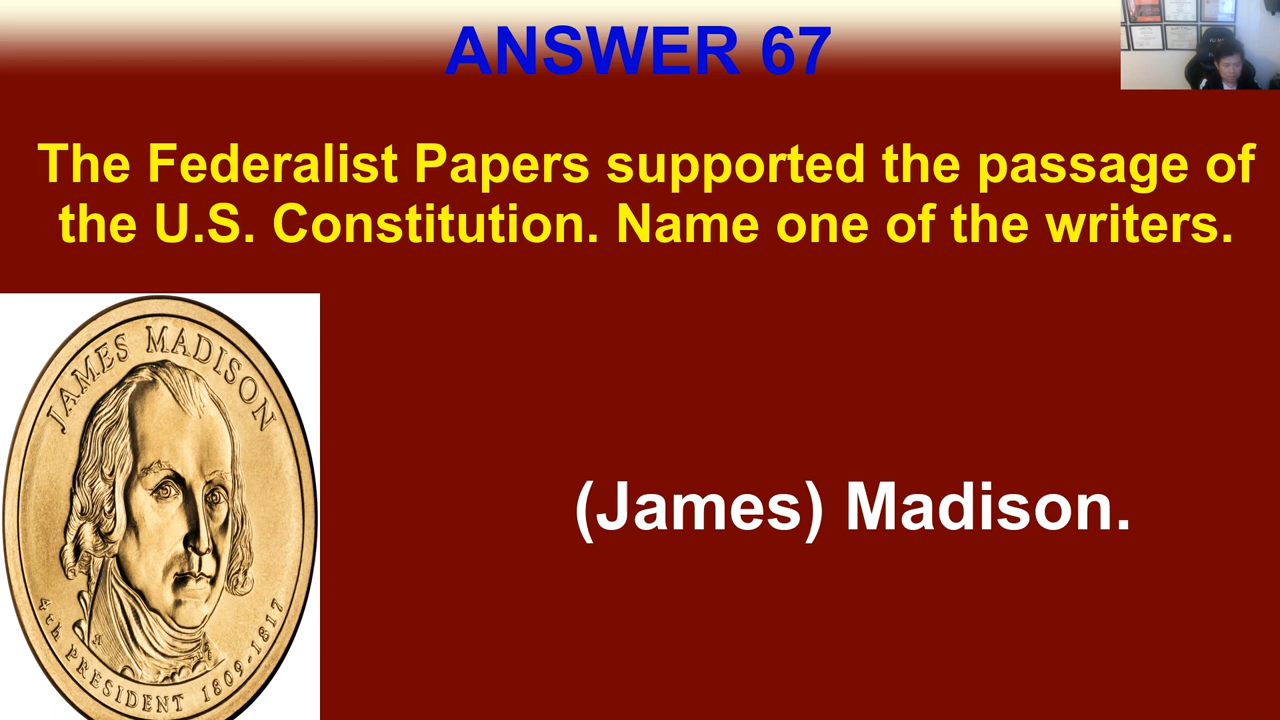 ANSWER 67
The Federalist Papers supported the passage of
the U.S. Constitution. Name one of the writers.
JAMES MADISON
(James) Madison.
4th PRESIDENT 1809-1817